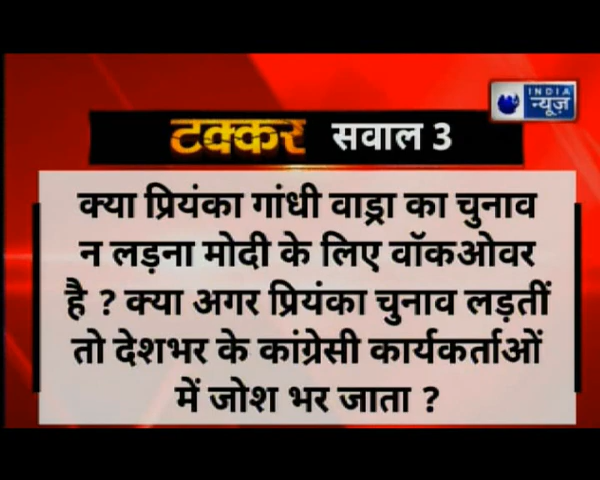 INDIA
न्यूज़
टक्कर सवाल 3
क्या प्रियंका गांधी वाड्रा का चुनाव
न लड़ना मोदी के लिए वॉकओवर
है ? क्या अगर प्रियंका चुनाव लड़तीं
तो देशभर के कांग्रेसी कार्यकर्ताओं
में जोश भर जाता ?